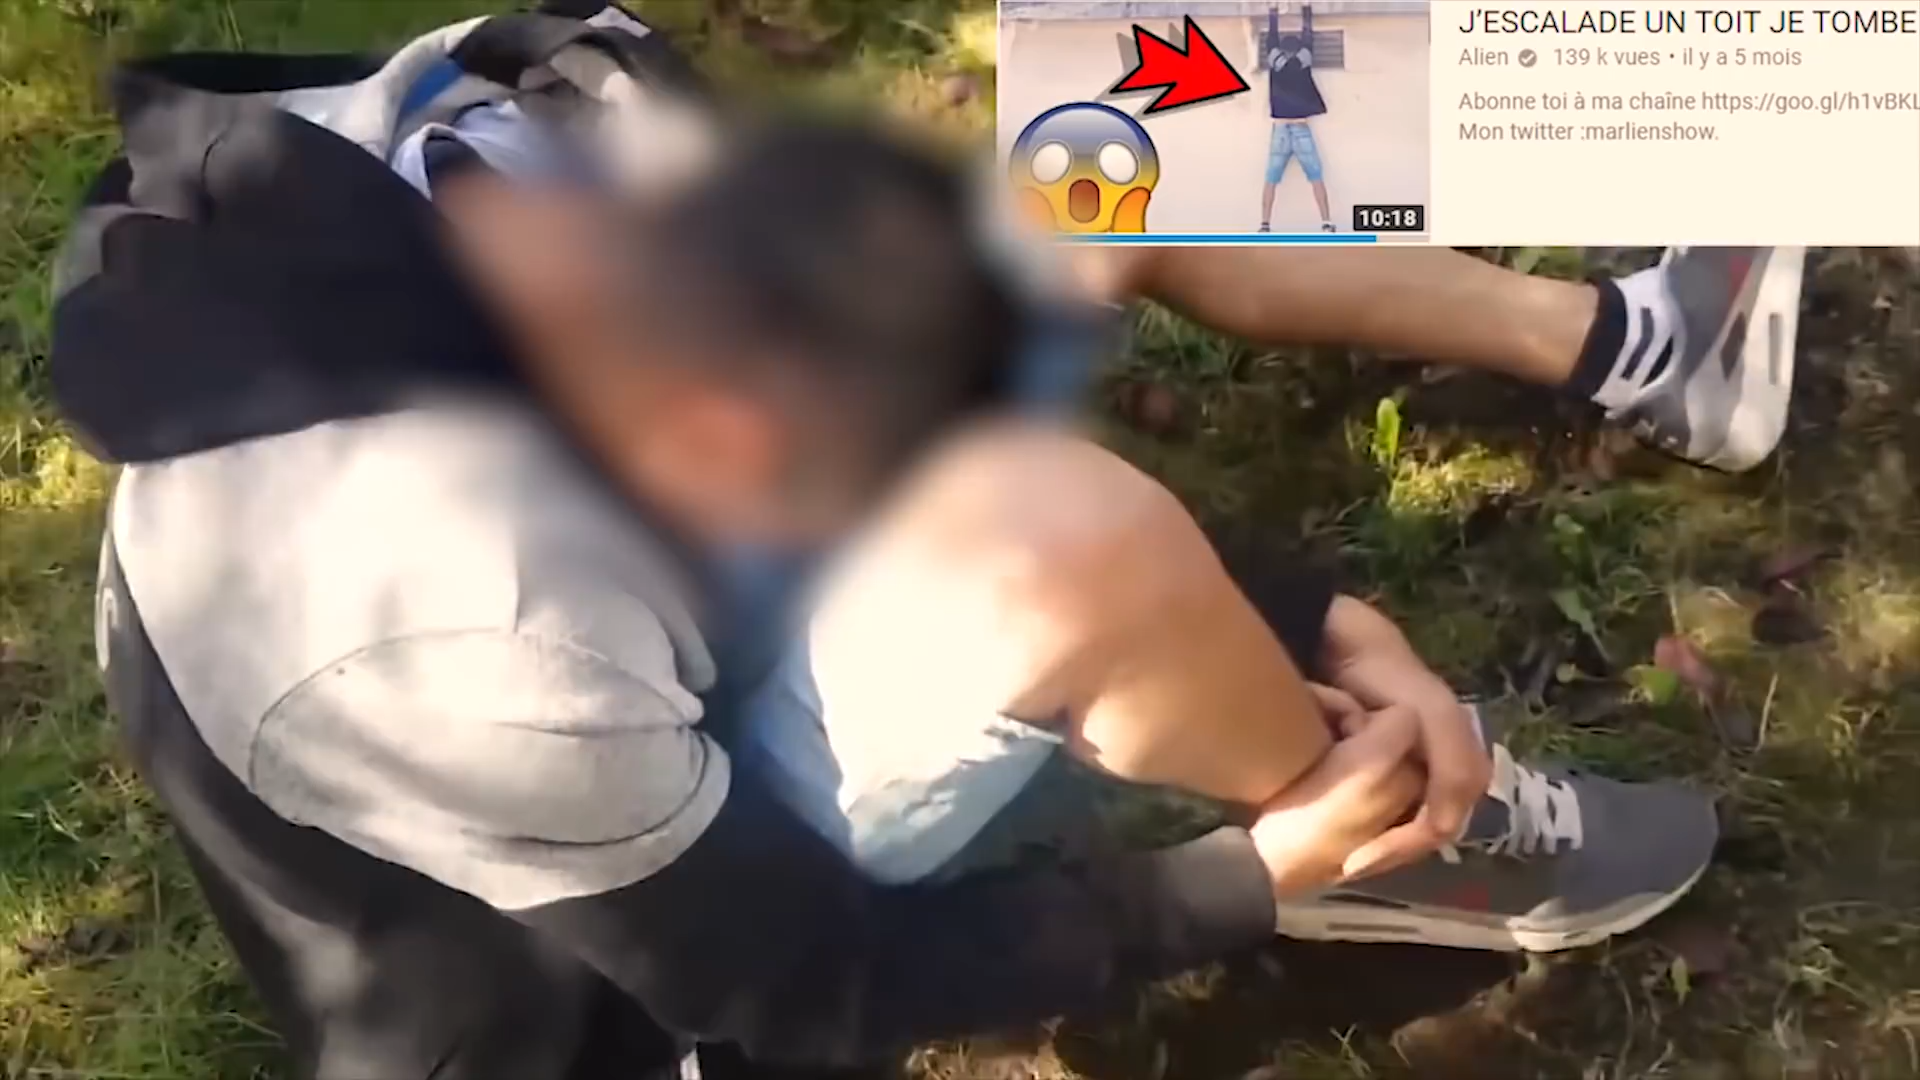 J'ESCALADE UN TOIT JE TOMBE
Alien 139 k vues • il y a 5 mois
Abonne toi à ma chaîne https://goo.gl/h1vBKL
Mon twitter :marlienshow.
10:18